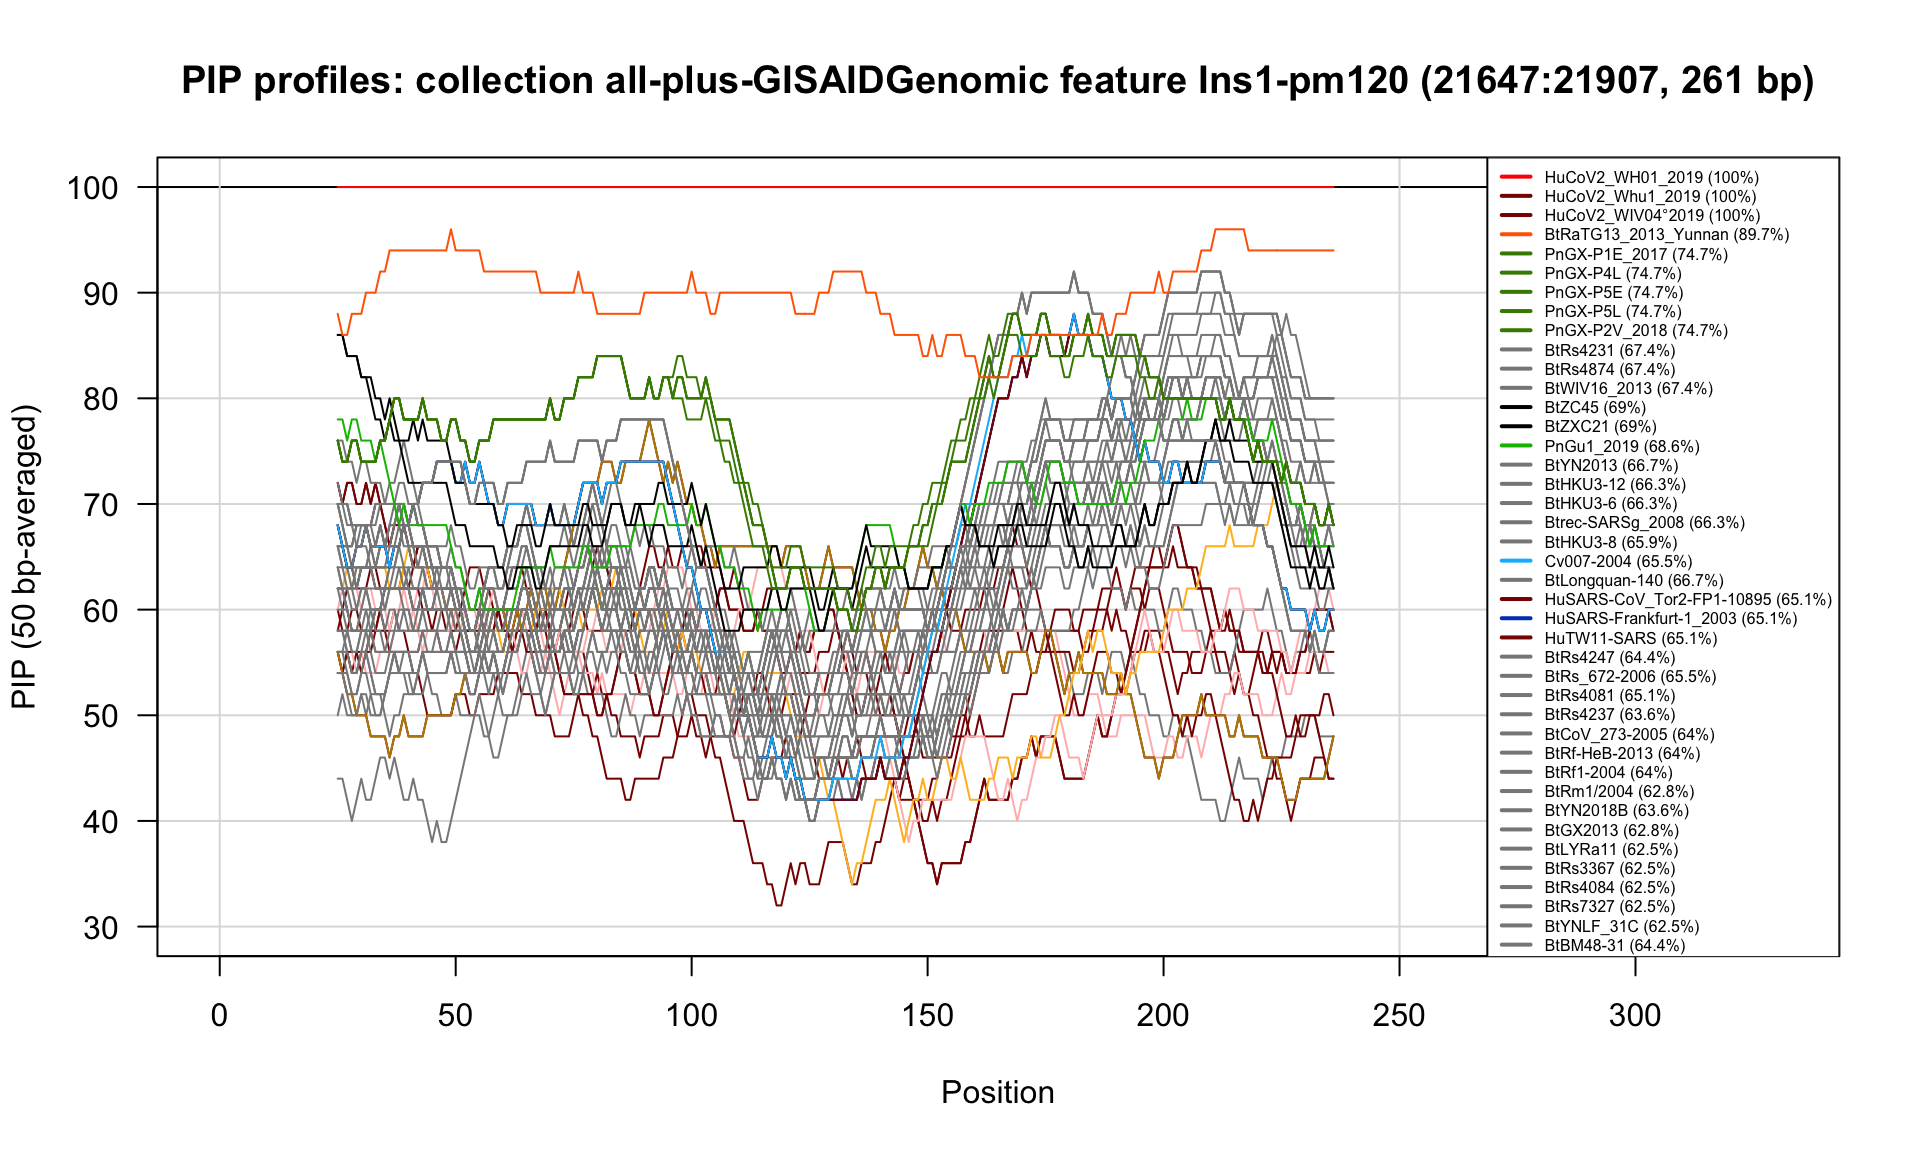 PIP profiles: collection all-plus-GISAIDGenomic feature Ins1-pm120 (21647:21907, 261 bp)
PIP (50 bp-averaged)
100
90
80
70
60
50
40
30
0 50 100 150 200 250 300
Position
HuCoV2_WH01_2019 (100%)
HuCoV2_Whu1_2019 (100%)
HuCoV2_WIV04°2019 (100%)
BtRaTG13_2013_Yunnan (89.7%)
PnGX-P1E_2017 (74.7%)
PnGX-P4L (74.7%)
PnGX-P5E (74.7%)
PnGX-P5L (74.7%)
PnGX-P2V_2018 (74.7%)
BtRs4231 (67.4%)
BtRs4874 (67.4%)
BtWIV16_2013 (67.4%)
BtZC45 (69%)
BtZXC21 (69%)
PnGu1_2019 (68.6%)
BtYN2013 (66.7%)
BtHKU3-12 (66.3%)
BtHKU3-6 (66.3%)
Btrec-SARSg_2008 (66.3%)
BtHKU3-8 (65.9%)
Cv007-2004 (65.5%)
BtLongquan-140 (66.7%)
HuSARS-CoV_Tor2-FP1-10895 (65.1%)
HuSARS-Frankfurt-1_2003 (65.1%)
HuTW11-SARS (65.1%)
BtRs4247 (64.4%)
BtRs_672-2006 (65.5%)
BtRs4081 (65.1%)
BtRs4237 (63.6%)
BtCoV_273-2005 (64%)
BtRf-HeB-2013 (64%)
BtRf1-2004 (64%)
BtRm1/2004 (62.8%)
BtYN2018B (63.6%)
BtGX2013 (62.8%)
BtLYRa11 (62.5%)
BtRs3367 (62.5%)
BtRs4084 (62.5%)
BtRs7327 (62.5%)
BtYNLF_31C (62.5%)
BtBM48-31 (64.4%)